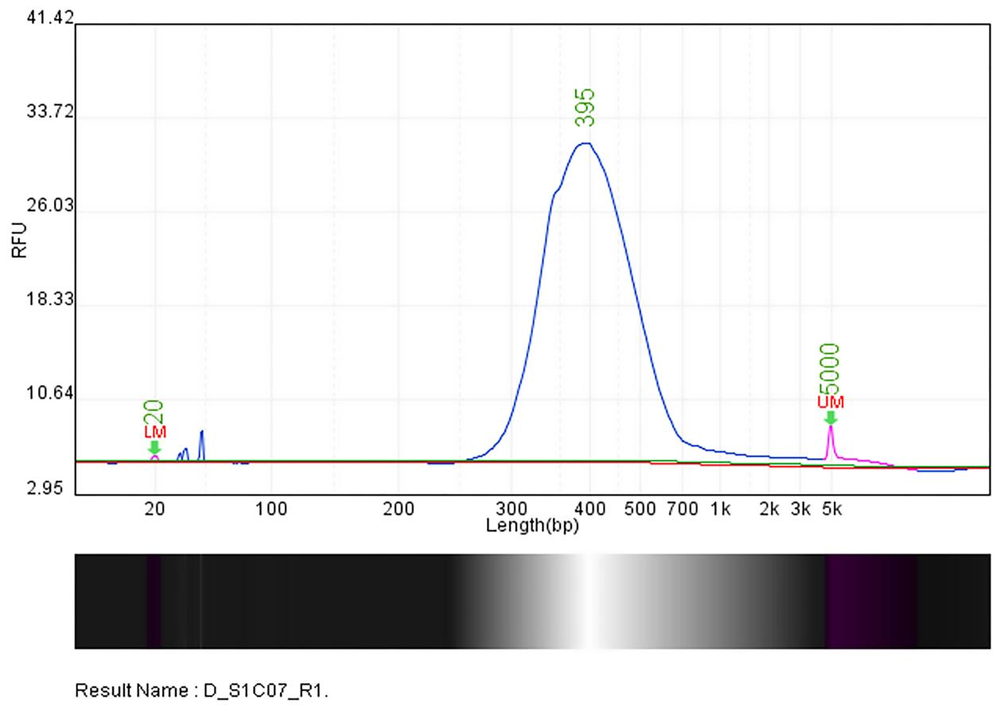 41.42
33.72
26.03
18.33
10.64
2.95
RFU
395
20
LM
5000
UM
20 100 200 300 400 500 700 1k 2k 3k 5k
Length(bp)
Result Name : D_S1C07_R1.